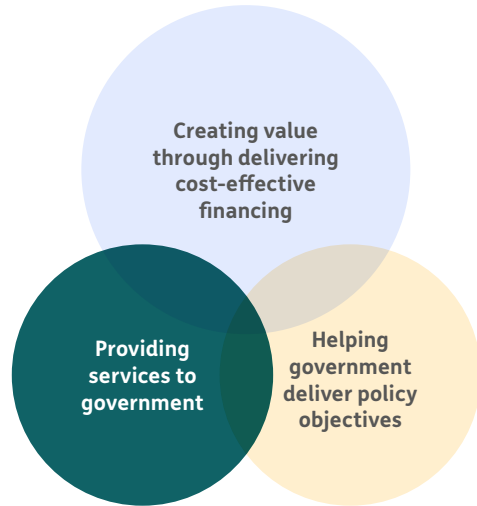 Creating value
through delivering
cost-effective
financing
Providing
services to
government
Helping
government
deliver policy
objectives